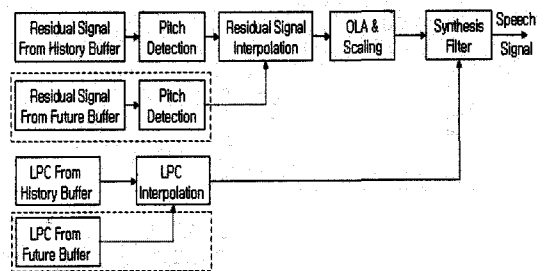 Residual Signal
From History Buffer
Pitch
Detection
Residual Signal
Interpolation
OLA &
Scaling
Synthesis
Filter
Speech
Signal
Residual Signal
From Future Buffer
Pitch
Detection
LPC From
History Buffer
LPC
Interpolation
LPC From
Future Buffer